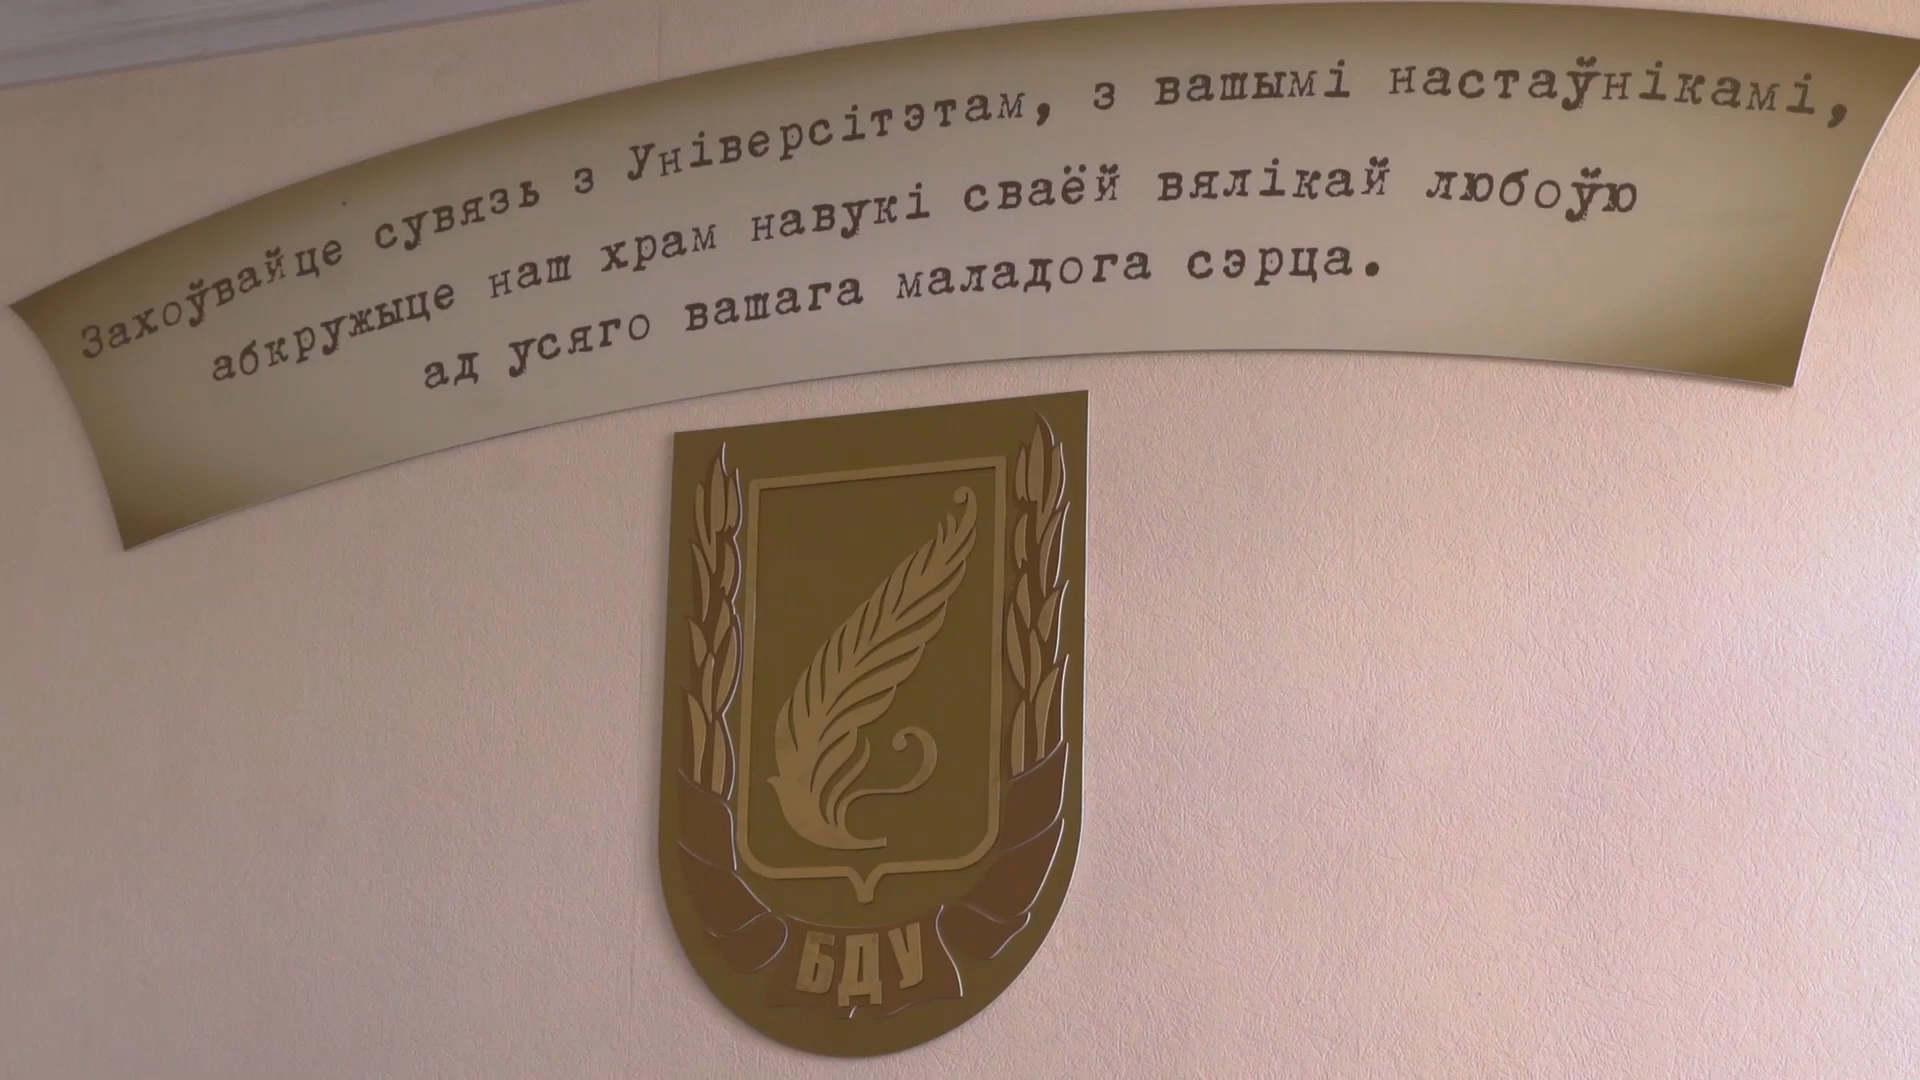 Захоўвайце сувязь з Універсітэтам, з вашымі настаўнікамі,
абкружыце наш храм навукі сваёй вялікай любоўю
ад усяго вашага маладога сэрца.
БДУ